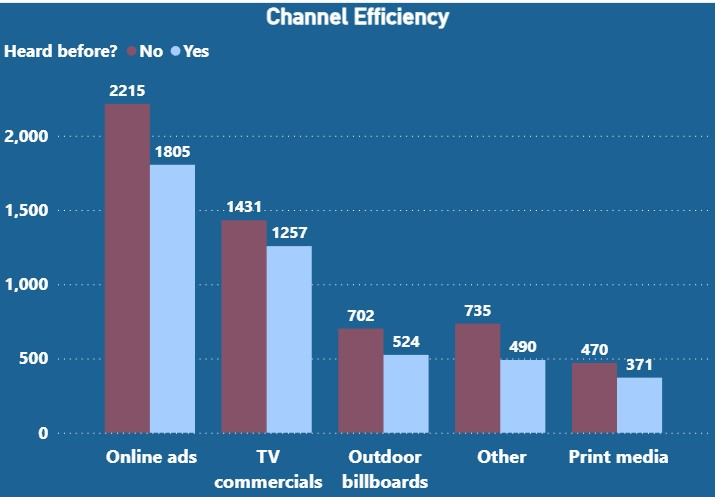 Channel Efficiency
Heard before? No Yes
2215
2,000
1805
1,500
1431
1257
1,000
702
735
524
500
490
470
371
0
Online ads
TV
commercials
Outdoor
billboards
Other
Print media